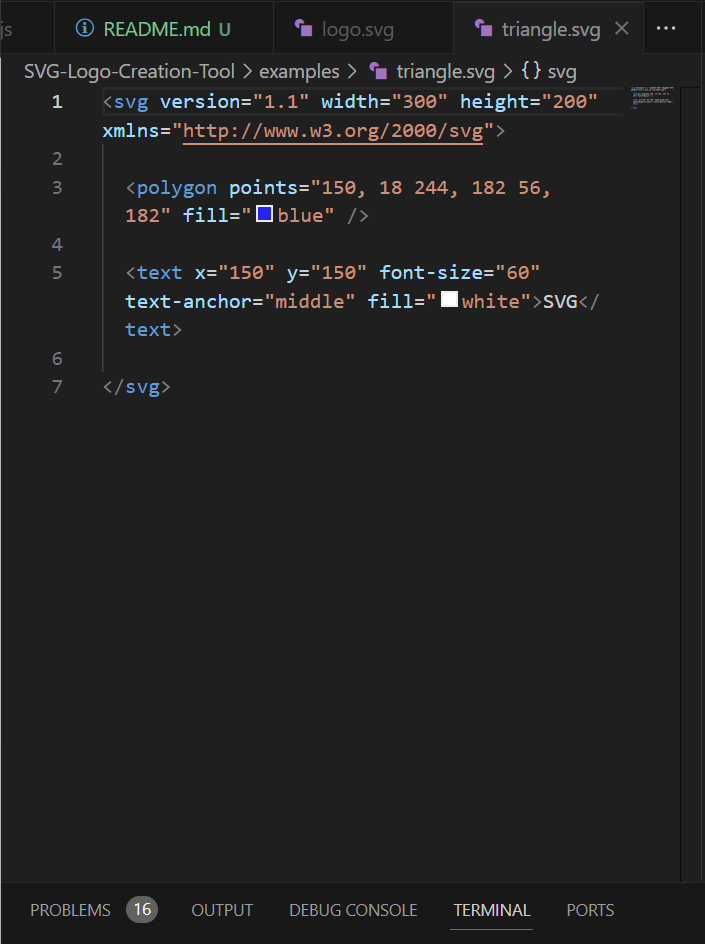 js README.md U logo.svg triangle.svg
SVG-Logo-Creation-Tool > examples > triangle.svg > {} svg
1 <svg version="1.1" width="300" height="200"
xmlns="http://www.w3.org/2000/svg">
2
3 <polygon points="150, 18 244, 182 56,
182" fill="blue" />
4
5 <text x="150" y="150" font-size="60"
text-anchor="middle" fill="white">SVG</
text>
6
7 </svg>
PROBLEMS 16 OUTPUT DEBUG CONSOLE TERMINAL PORTS